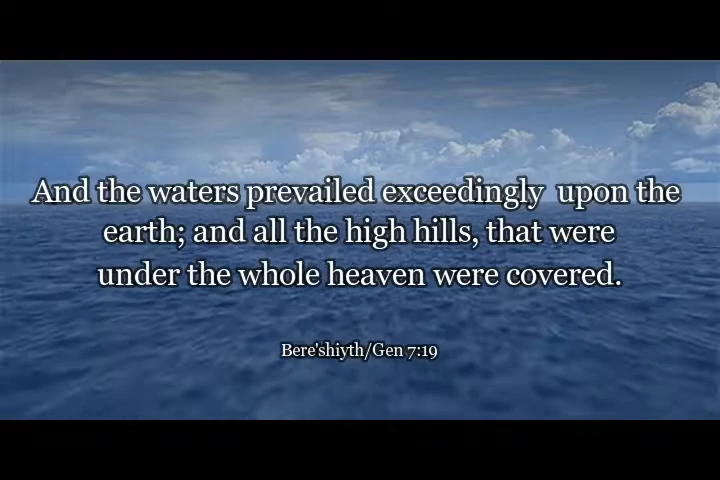 And the waters prevailed exceedingly  upon the
earth; and all the high hills, that were
under the whole heaven were covered.
Bere'shiyth/Gen 7:19